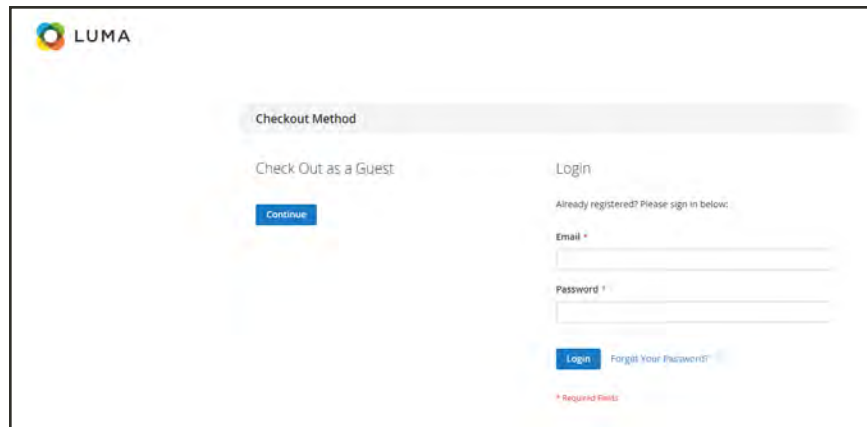 LUMA
Checkout Method
Check Out as a Guest
Continue
Login
Already registered? Please sign in below:
Email *
Password *
Login Forgot Your Password?
* Required Fields